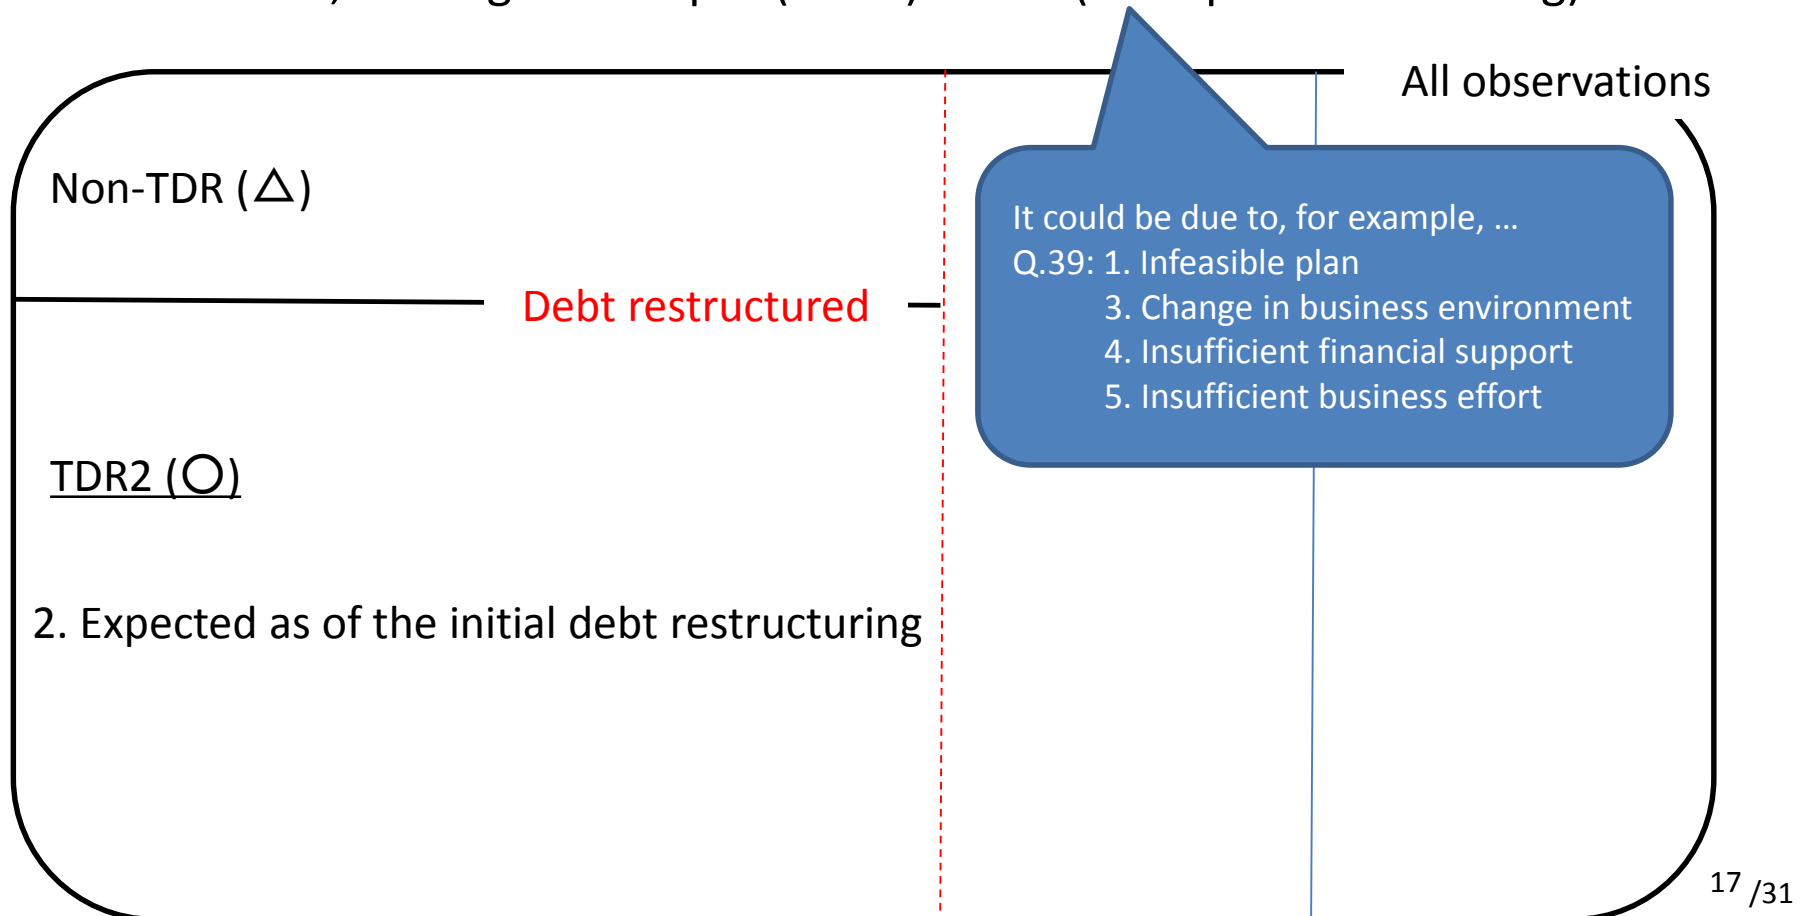 All observations
Non-TDR (△)
It could be due to, for example, ...
Q.39: 1. Infeasible plan
3. Change in business environment
4. Insufficient financial support
5. Insufficient business effort
Debt restructured
TDR2 (○)
2. Expected as of the initial debt restructuring
17 /31